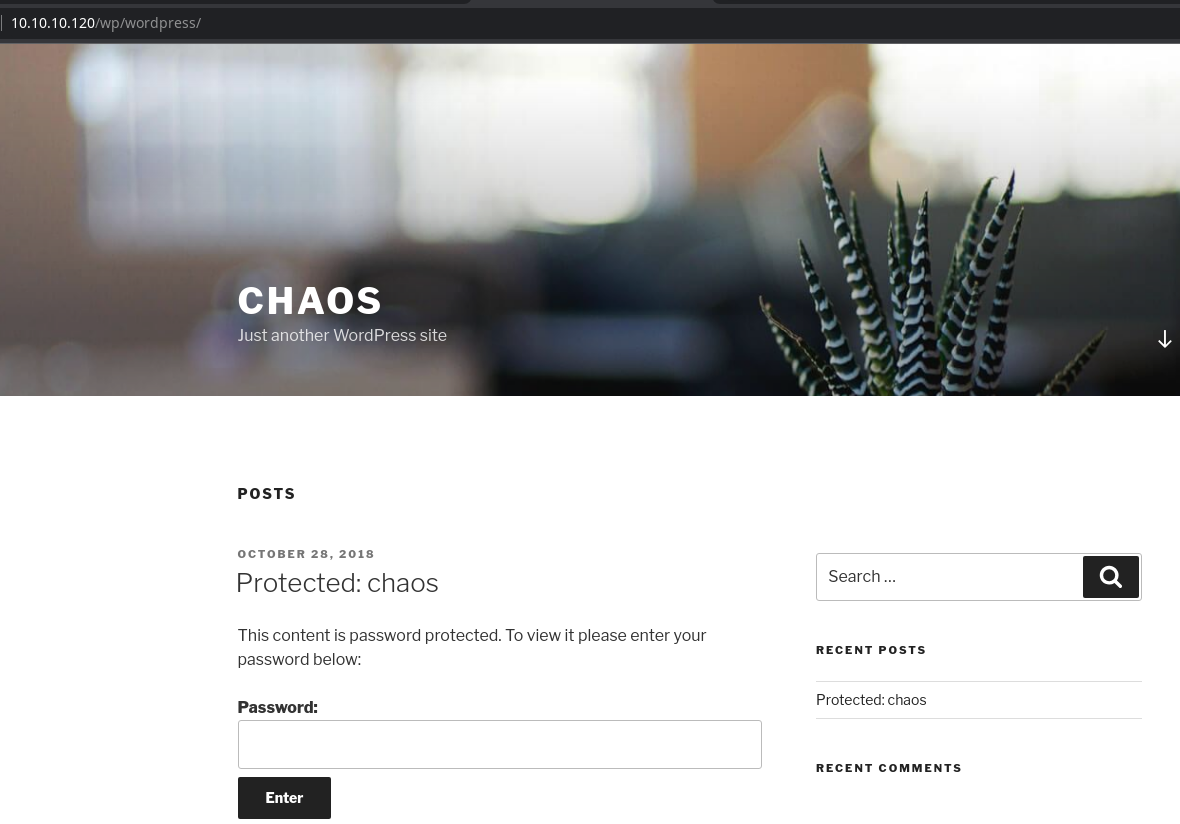 10.10.10.120/wp/wordpress/
CHAOS
Just another WordPress site
POSTS
OCTOBER 28, 2018
Protected: chaos
This content is password protected. To view it please enter your
password below:
Password:
Enter
Search …
RECENT POSTS
Protected: chaos
RECENT COMMENTS